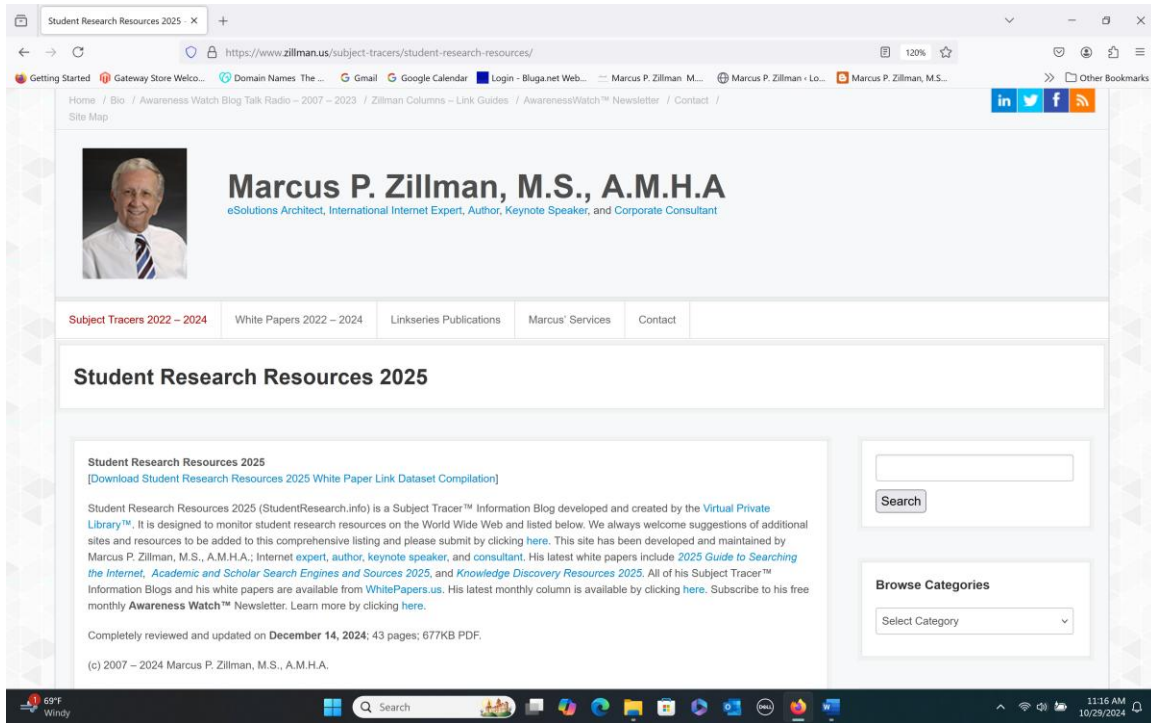 Student Research Resources 2025 -
https://www.zillman.us/subject-tracers/student-research-resources/
120%
Getting Started
Gateway Store Welco...
Domain Names The ...
Gmail
Google Calendar
Login - Bluga.net Web...
Marcus P. Zillman M....
Marcus P. Zillman ‹ Lo...
Marcus P. Zillman, M.S...
Other Bookmarks
Home / Bio / Awareness Watch Blog Talk Radio – 2007 – 2023 / Zillman Columns – Link Guides / AwarenessWatch™ Newsletter / Contact /
Site Map
in
f
Marcus P. Zillman, M.S., A.M.H.A
eSolutions Architect, International Internet Expert, Author, Keynote Speaker, and Corporate Consultant
Subject Tracers 2022 – 2024
White Papers 2022 – 2024
Linkseries Publications
Marcus' Services
Contact
Student Research Resources 2025
Student Research Resources 2025
[Download Student Research Resources 2025 White Paper Link Dataset Compilation]
Student Research Resources 2025 (StudentResearch.info) is a Subject Tracer™ Information Blog developed and created by the Virtual Private
Library™. It is designed to monitor student research resources on the World Wide Web and listed below. We always welcome suggestions of additional
sites and resources to be added to this comprehensive listing and please submit by clicking here. This site has been developed and maintained by
Marcus P. Zillman, M.S., A.M.H.A.; Internet expert, author, keynote speaker, and consultant. His latest white papers include 2025 Guide to Searching
the Internet, Academic and Scholar Search Engines and Sources 2025, and Knowledge Discovery Resources 2025. All of his Subject Tracer™
Information Blogs and his white papers are available from WhitePapers.us. His latest monthly column is available by clicking here. Subscribe to his free
monthly Awareness Watch™ Newsletter. Learn more by clicking here.
Completely reviewed and updated on December 14, 2024; 43 pages; 677KB PDF.
(c) 2007 – 2024 Marcus P. Zillman, M.S., A.M.H.A.
Search
Browse Categories
Select Category
1
69°F
Windy
Search
DELL
11:16 AM
10/29/2024